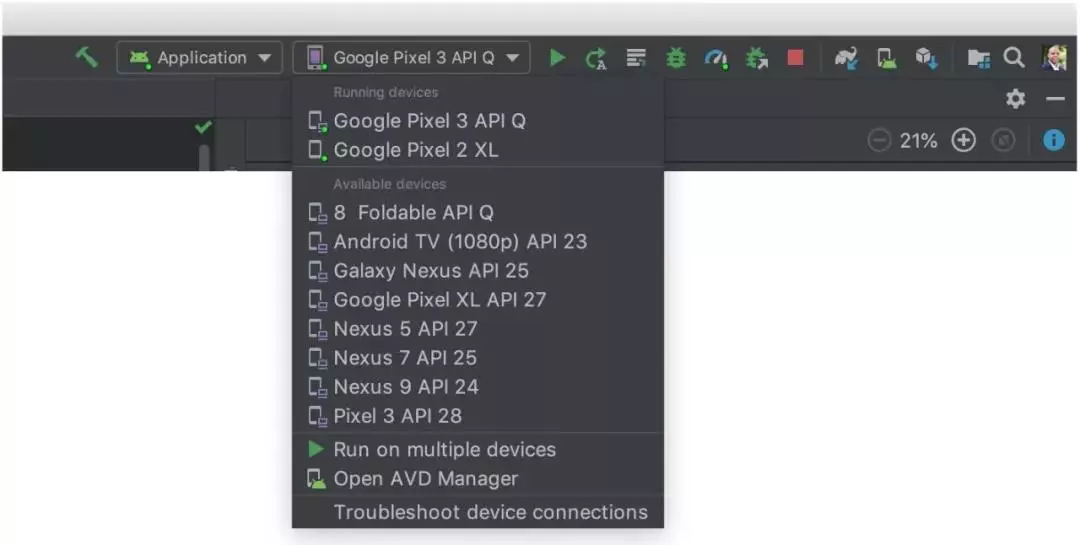 Application
Google Pixel 3 API Q
Running devices
Google Pixel 3 API Q
Google Pixel 2 XL
21%
Available devices
8  Foldable API Q
Android TV (1080p) API 23
Galaxy Nexus API 25
Google Pixel XL API 27
Nexus 5 API 27
Nexus 7 API 25
Nexus 9 API 24
Pixel 3 API 28
Run on multiple devices
Open AVD Manager
Troubleshoot device connections